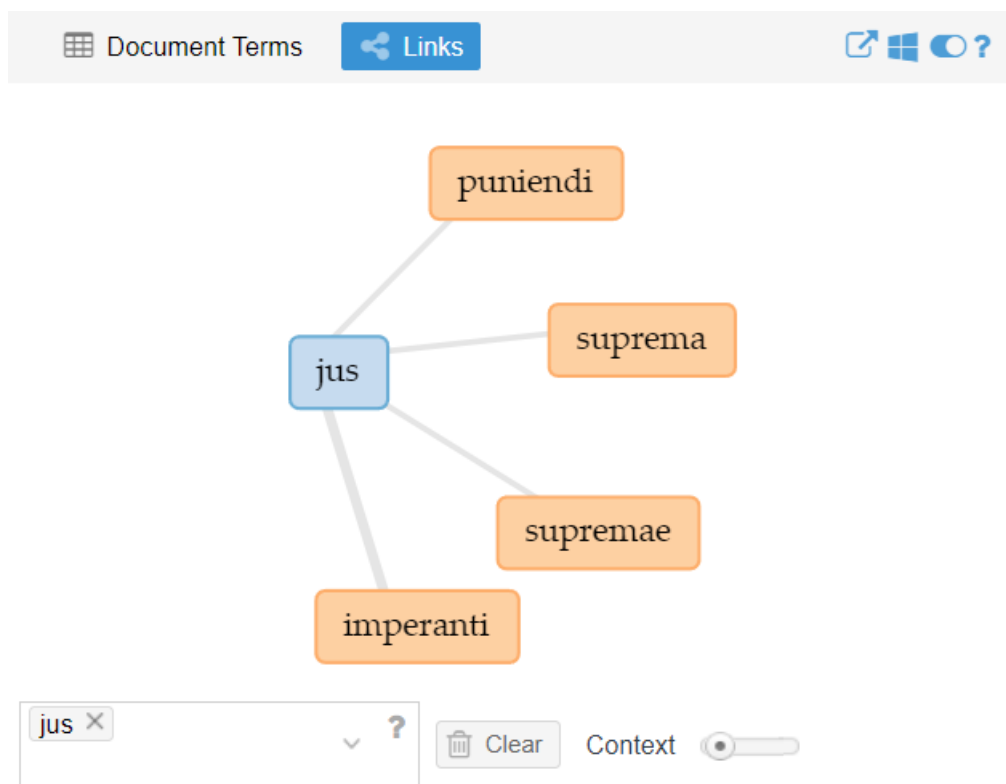 Document Terms Links ?
puniendi
suprema
jus
supremae
imperanti
jus × ? Clear Context